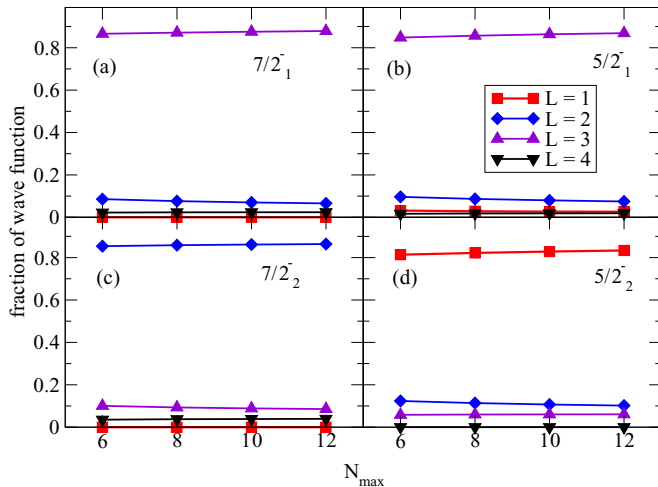 fraction of wave function
0.8
0.6
0.4
0.2
0
(a)
7/2⁻₁
(b)
5/2⁻₁
L = 1
L = 2
L = 3
L = 4
0.8
0.6
0.4
0.2
0
(c)
7/2⁻₂
(d)
5/2⁻₂
6 8 10 12
6 8 10 12
N_max